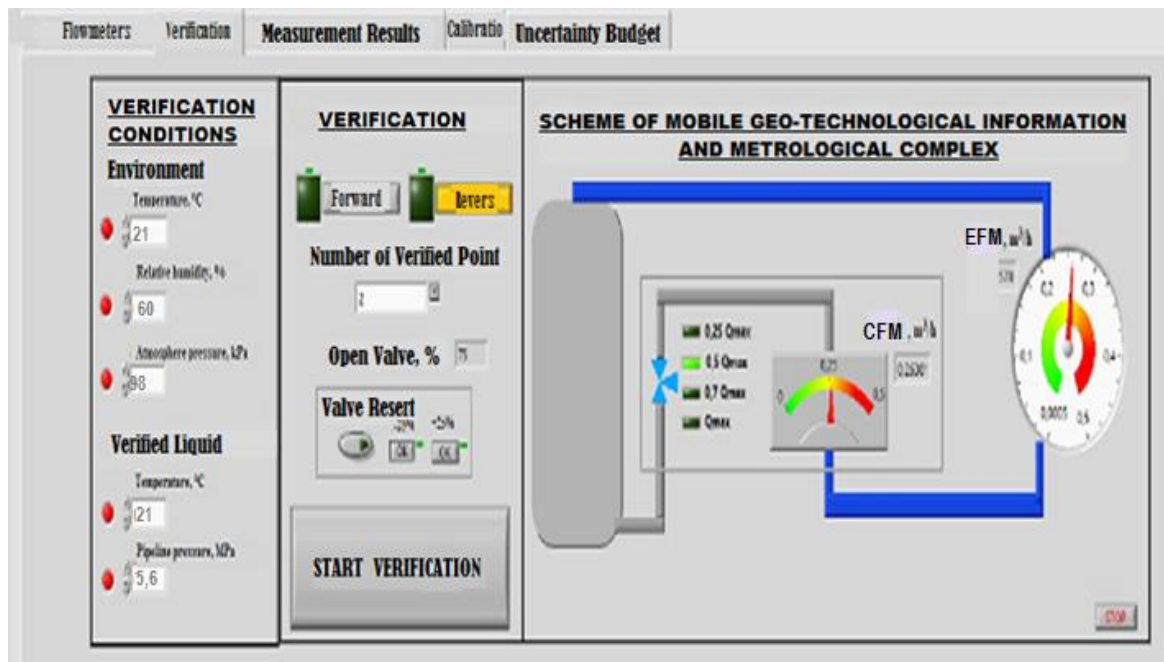 Flowmeters
Verification
Measurement Results
Calibratio
Uncertainty Budget
VERIFICATION
CONDITIONS
Environment
Temperature, °C
21
Relative humidity, %
60
Atmosphere pressure, kPa
98
Verified Liquid
Temperature, °C
21
Pipeline pressure, MPa
5,6
VERIFICATION
Forward
Revers
Number of Verified Point
2
Open Valve, %
75
Valve Resert
-25%
+25%
OK
OK
START VERIFICATION
SCHEME OF MOBILE GEO-TECHNOLOGICAL INFORMATION
AND METROLOGICAL COMPLEX
EFM, m³/h
0,25 Qmax
0,5 Qmax
0,7 Qmax
Qmax
CFM, m³/h
0
0,25
0,5
0,0005
0,1
0,2
0,3
0,4
0,5
STOP